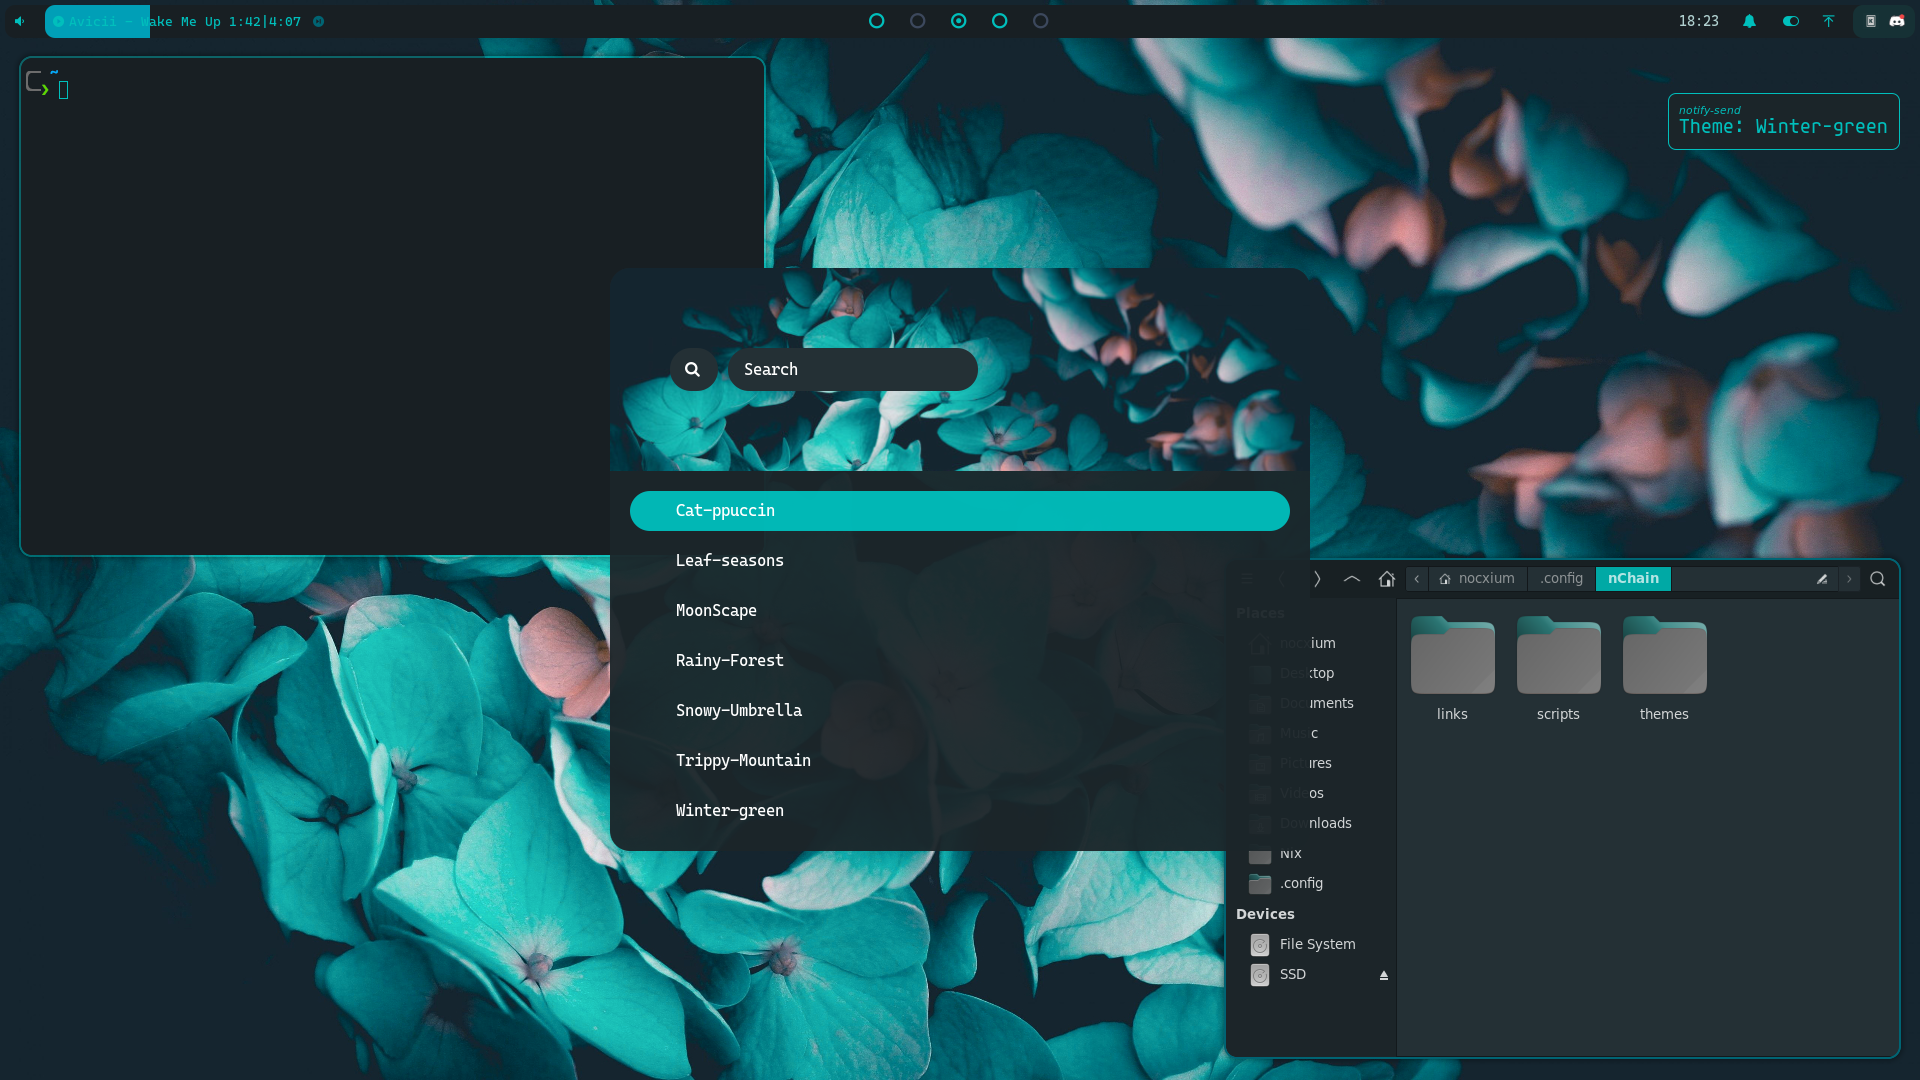 Avicii - Wake Me Up 1:42|4:07
18:23
~
❯
notify-send
Theme: Winter-green
Search
Cat-ppuccin
Leaf-seasons
MoonScape
Rainy-Forest
Snowy-Umbrella
Trippy-Mountain
Winter-green
nocxium
.config
nChain
Places
nocxium
Desktop
Documents
Music
Pictures
Videos
Downloads
Nix
.config
Devices
File System
SSD
links
scripts
themes